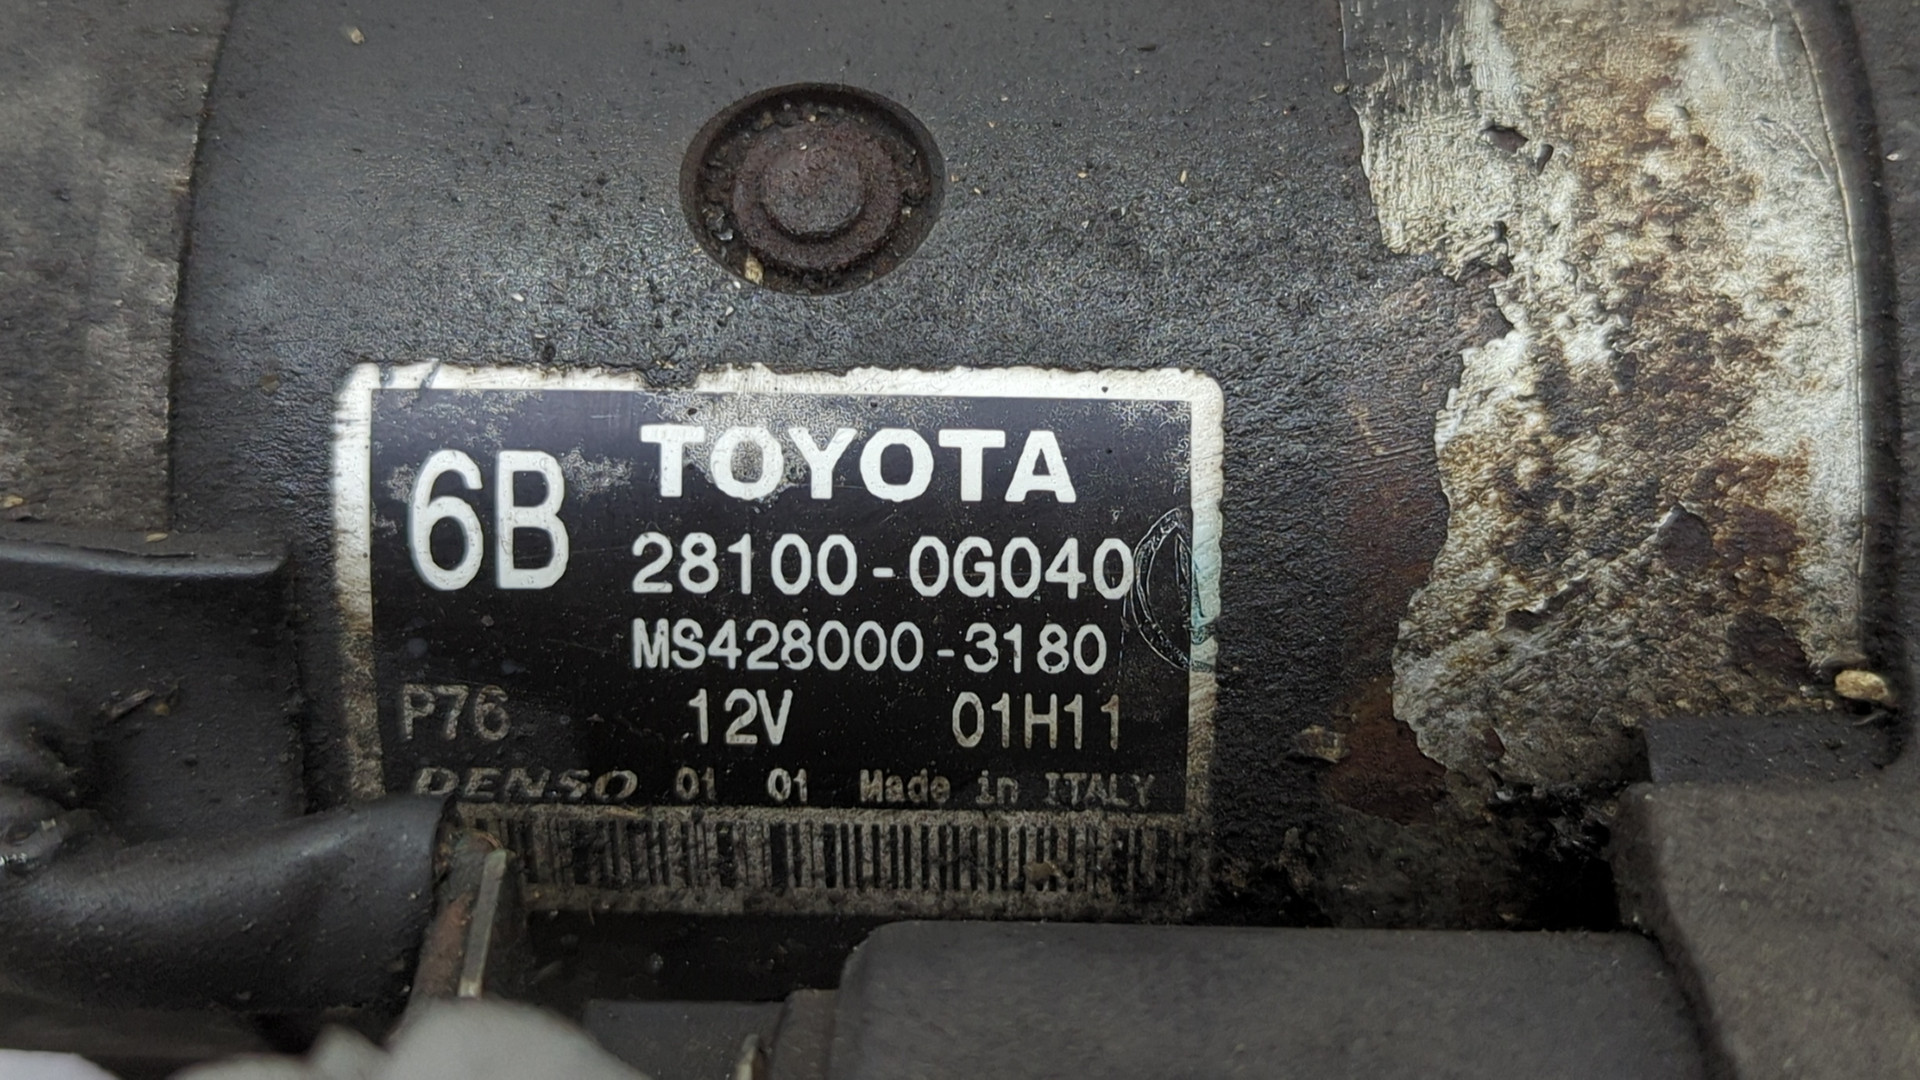 6B TOYOTA
28100-0G040
MS428000-3180
P76 12V 01H11
DENSO 01 01 Made in ITALY